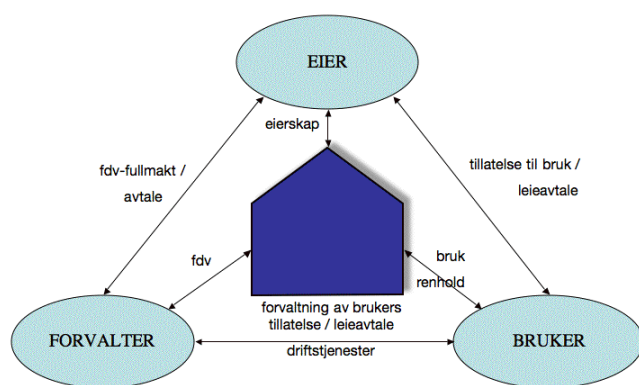 EIER
eierskap
fdv-fullmakt /
avtale
tillatelse til bruk /
leieavtale
fdv
bruk
renhold
forvaltning av brukers
tillatelse / leieavtale
FORVALTER
BRUKER
driftstjenester